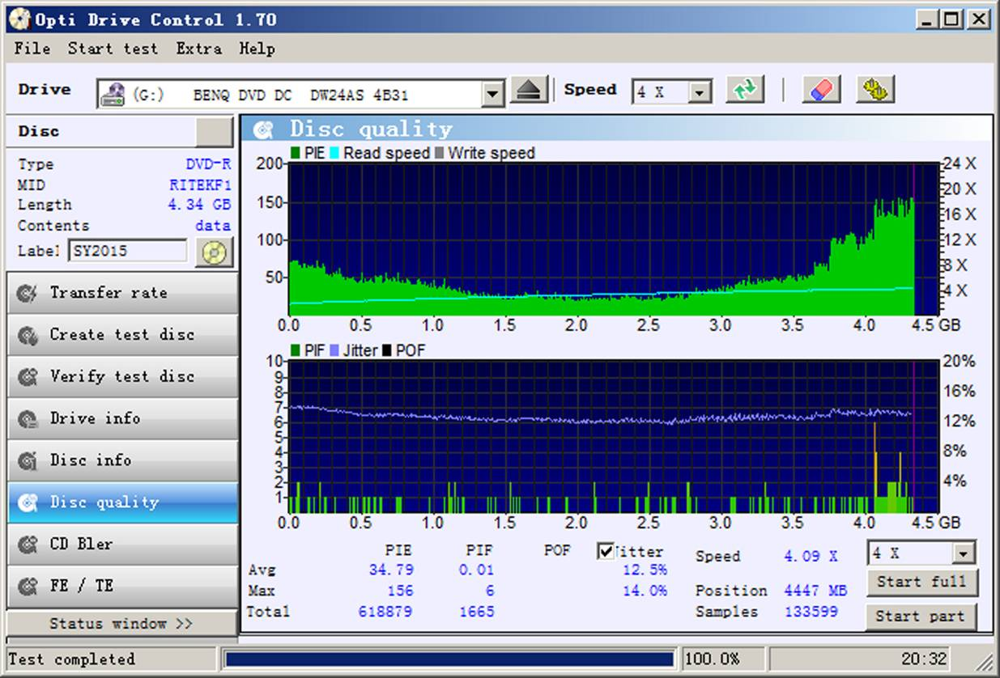 Opti Drive Control 1.70
File Start test Extra Help
Drive (G:) BENQ DVD DC DW24AS 4B31 Speed 4 X
Disc
Type DVD-R
MID RITEKF1
Length 4.34 GB
Contents data
Label SY2015
Transfer rate
Create test disc
Verify test disc
Drive info
Disc info
Disc quality
CD Bler
FE / TE
Status window >>
Disc quality
PIE Read speed Write speed
200 24 X
20 X
150 16 X
100 12 X
8 X
50 4 X
0.0 0.5 1.0 1.5 2.0 2.5 3.0 3.5 4.0 4.5 GB
PIF Jitter POF
10 20%
9
8 16%
7
6 12%
5
4 8%
3
2 4%
1
0.0 0.5 1.0 1.5 2.0 2.5 3.0 3.5 4.0 4.5 GB
PIE PIF POF Jitter
Avg 34.79 0.01 12.5%
Max 156 6 14.0%
Total 618879 1665
Speed 4.09 X
Position 4447 MB
Samples 133599
4 X
Start full
Start part
Test completed 100.0% 20:32